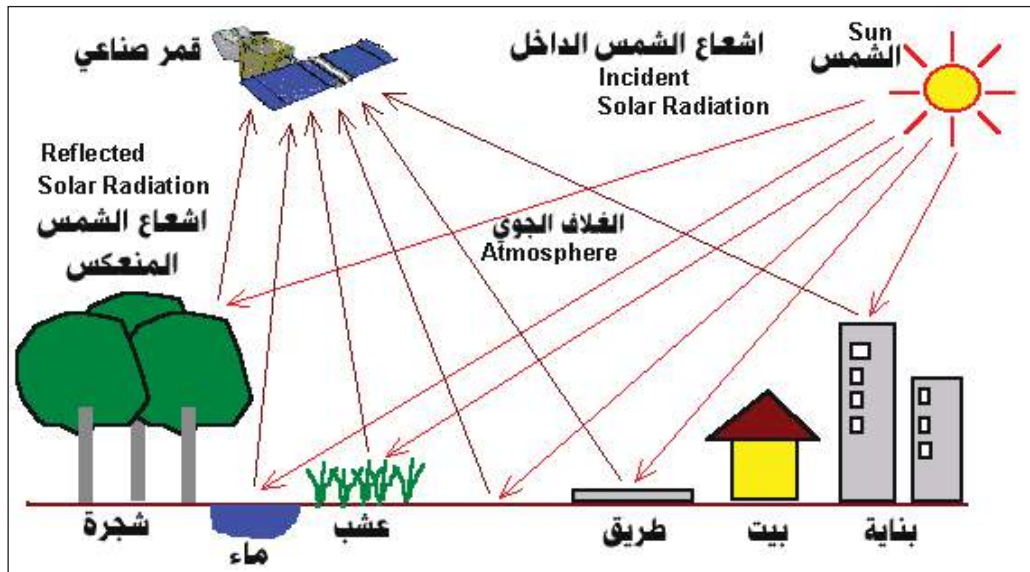 Sun
الشمس
اشعاع الشمس الداخل
Incident
Solar Radiation
قمر صناعي
Reflected
Solar Radiation
اشعاع الشمس
المنعكس
الغلاف الجوي
Atmosphere
بناية
بيت
طريق
عشب
ماء
شجرة